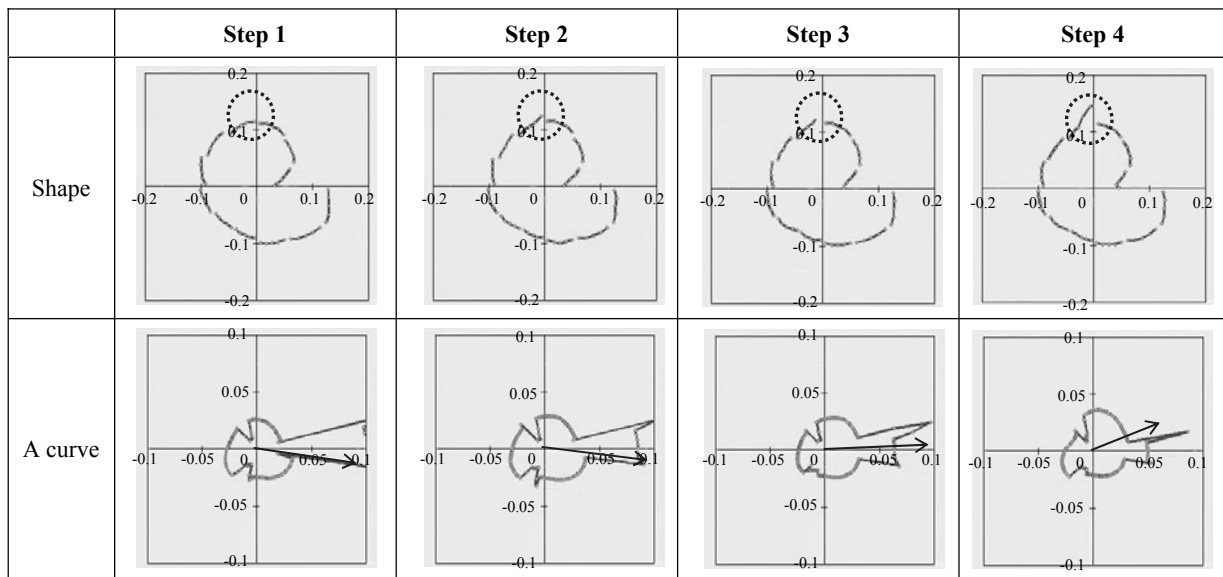 Step 1 Step 2 Step 3 Step 4
Shape
0.2 0.2 0.2 0.2
0.1 0.1 0.1 0.1
-0.2 -0.1 0 0.1 0.2 -0.2 -0.1 0 0.1 0.2 -0.2 -0.1 0 0.1 0.2 -0.2 -0.1 0 0.1 0.2
-0.1 -0.1 -0.1 -0.1
-0.2 -0.2 -0.2 -0.2
A curve
0.1 0.1 0.1 0.1
0.05 0.05 0.05 0.05
-0.1 -0.05 0 0.05 0.1 -0.1 -0.05 0 0.05 0.1 -0.1 -0.05 0 0.05 0.1 -0.1 -0.05 0 0.05 0.1
-0.05 -0.05 -0.05 -0.05
-0.1 -0.1 -0.1 -0.1